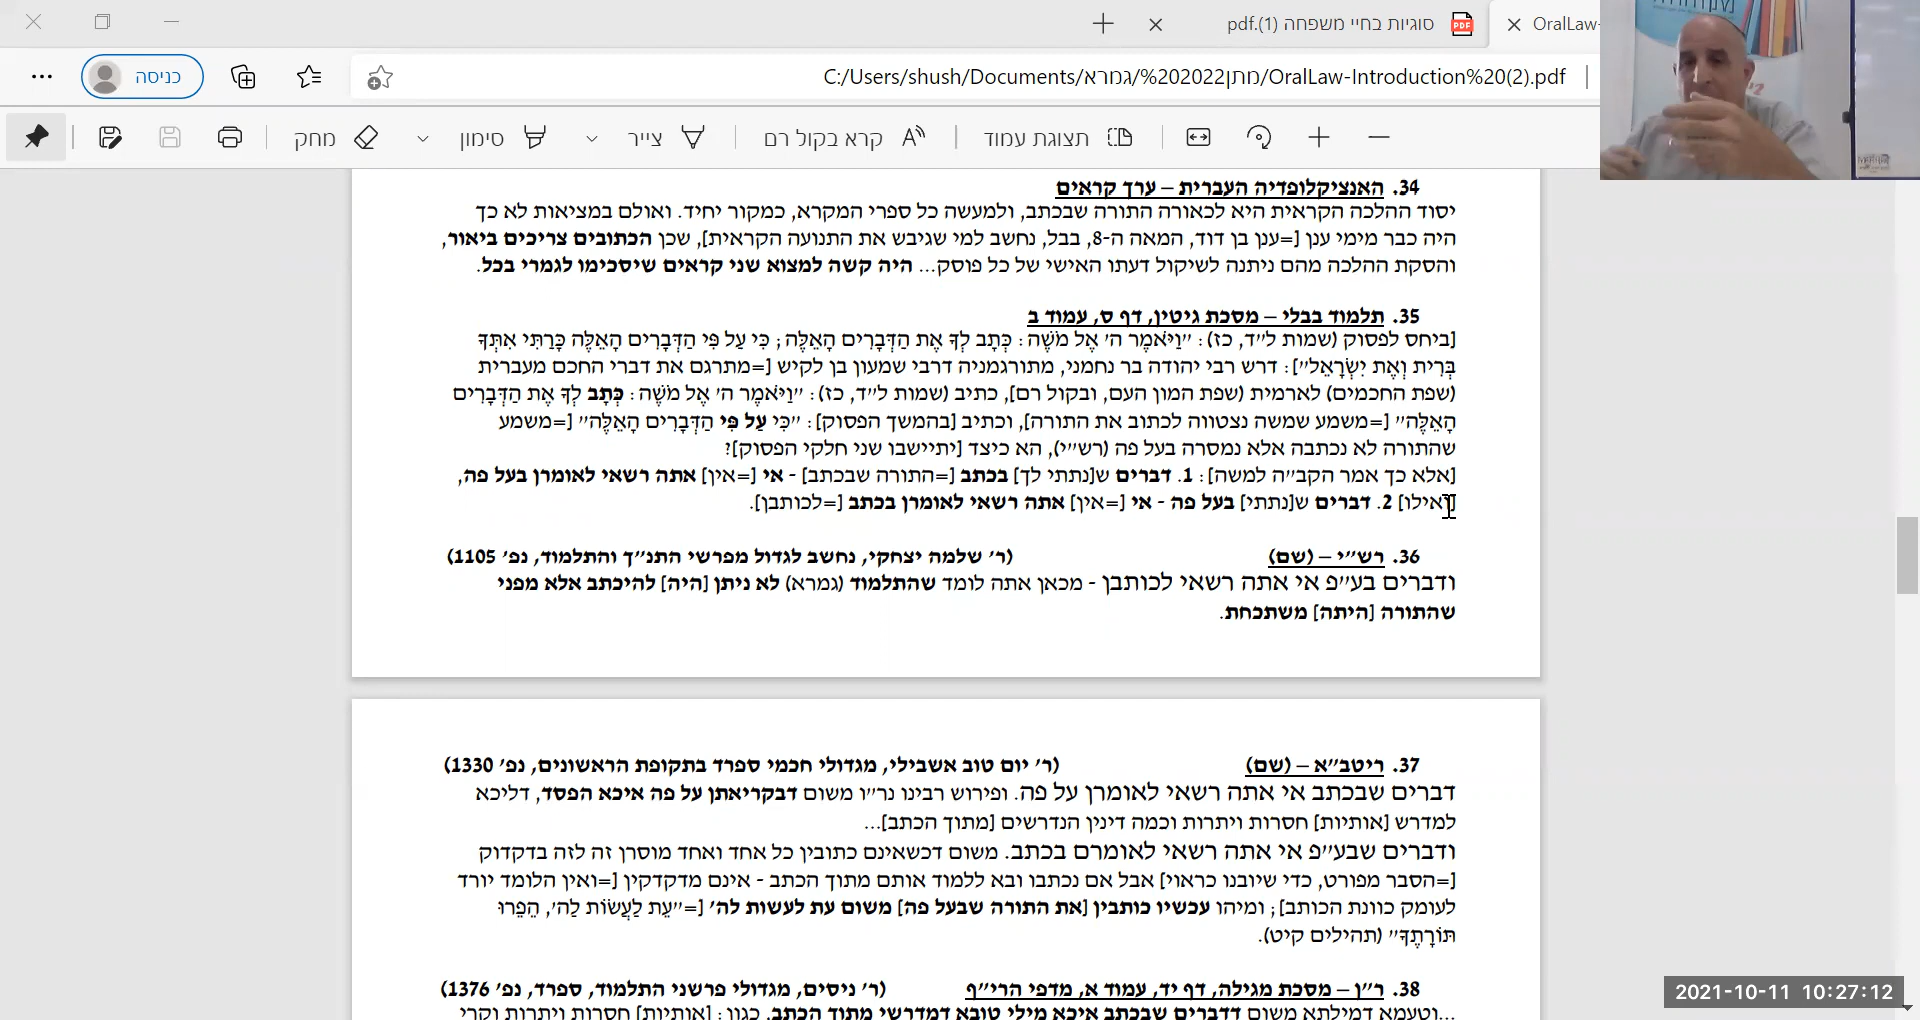 סוגיות בחיי משפחה (1).pdf
OralLaw-
כניסה
C:/Users/shush/Documents/גמרא/%202022מתן/OralLaw-Introduction%20(2).pdf
מחק
סימון
צייר
קרא בקול רם
תצוגת עמוד
34. האנציקלופדיה העברית – ערך קראים
יסוד ההלכה הקראית היא לכאורה התורה שבכתב, ולמעשה כל ספרי המקרא, כמקור יחיד. ואולם במציאות לא כך
היה כבר מימי ענן [=ענן בן דוד, המאה ה-8, בבל, נחשב למי שגיבש את התנועה הקראית], שכן הכתובים צריכים ביאור,
והסקת ההלכה מהם ניתנה לשיקול דעתו האישי של כל פוסק... היה קשה למצוא שני קראים שיסכימו לגמרי בכל.
35. תלמוד בבלי – מסכת גיטין, דף ס, עמוד ב
[ביחס לפסוק (שמות ל״ד, כז): ״וַיֹּאמֶר ה׳ אֶל מֹשֶׁה: כְּתָב לְךָ אֶת הַדְּבָרִים הָאֵלֶּה; כִּי עַל פִּי הַדְּבָרִים הָאֵלֶּה כָּרַתִּי אִתְּךָ
בְּרִית וְאֶת יִשְׂרָאֵל״]: דרש רבי יהודה בר נחמני, מתורגמניה דרבי שמעון בן לקיש [=מתרגם את דברי החכם מעברית
(שפת החכמים) לארמית (שפת המון העם, ובקול רם], כתיב (שמות ל״ד, כז): ״וַיֹּאמֶר ה׳ אֶל מֹשֶׁה: כְּתָב לְךָ אֶת הַדְּבָרִים
הָאֵלֶּה״ [=משמע שמשה נצטווה לכתוב את התורה], וכתיב [בהמשך הפסוק]: ״כִּי עַל פִּי הַדְּבָרִים הָאֵלֶּה״ [=משמע
שהתורה לא נכתבה אלא נמסרה בעל פה (רש״י), הא כיצד [יתיישבו שני חלקי הפסוק]?
[אלא כך אמר הקב״ה למשה]: 1. דברים ש[נתתי לך] בכתב [=התורה שבכתב] - אי [=אין] אתה רשאי לאומרן בעל פה,
[ואילו] 2. דברים ש[נתתי] בעל פה - אי [=אין] אתה רשאי לאומרן בכתב [=לכותבן].
36. רש״י – (שם) (ר׳ שלמה יצחקי, נחשב לגדול מפרשי התנ״ך והתלמוד, נפ׳ 1105)
ודברים בע״פ אי אתה רשאי לכותבן - מכאן אתה לומד שהתלמוד (גמרא) לא ניתן [היה] להיכתב אלא מפני
שהתורה [היתה] משתכחת.
37. ריטב״א – (שם) (ר׳ יום טוב אשבילי, מגדולי חכמי ספרד בתקופת הראשונים, נפ׳ 1330)
דברים שבכתב אי אתה רשאי לאומרן על פה. ופירוש רבינו נר״ו משום דבקריאתן על פה איכא הפסד, דליכא
למדרש [אותיות] חסרות ויתרות וכמה דינין הנדרשים [מתוך הכתב]...
ודברים שבע״פ אי אתה רשאי לאומרם בכתב. משום דכשאינם כתובין כל אחד ואחד מוסרן זה לזה בדקדוק
[=הסבר מפורט, כדי שיובנו כראוי] אבל אם נכתבו ובא ללמוד אותם מתוך הכתב - אינם מדקדקין [=ואין הלומד יורד
לעומק כוונת הכותב]; ומיהו עכשיו כותבין [את התורה שבעל פה] משום עת לעשות לה׳ [=״עֵת לַעֲשׂוֹת לַה׳, הֵפֵרוּ
תּוֹרָתֶךָ״ (תהילים קיט).
38. ר״ן – מסכת מגילה, דף יד, עמוד א, מדפי הרי״ף (ר׳ ניסים, מגדולי פרשני התלמוד, ספרד, נפ׳ 1376)
...וטעמא דמילתא משום דדברים שבכתב איכא מילי טובא דמדרשי מתוך הכתב. כגון: [אותיות] חסרות ויתרות וקרי
2021-10-11 10:27:12